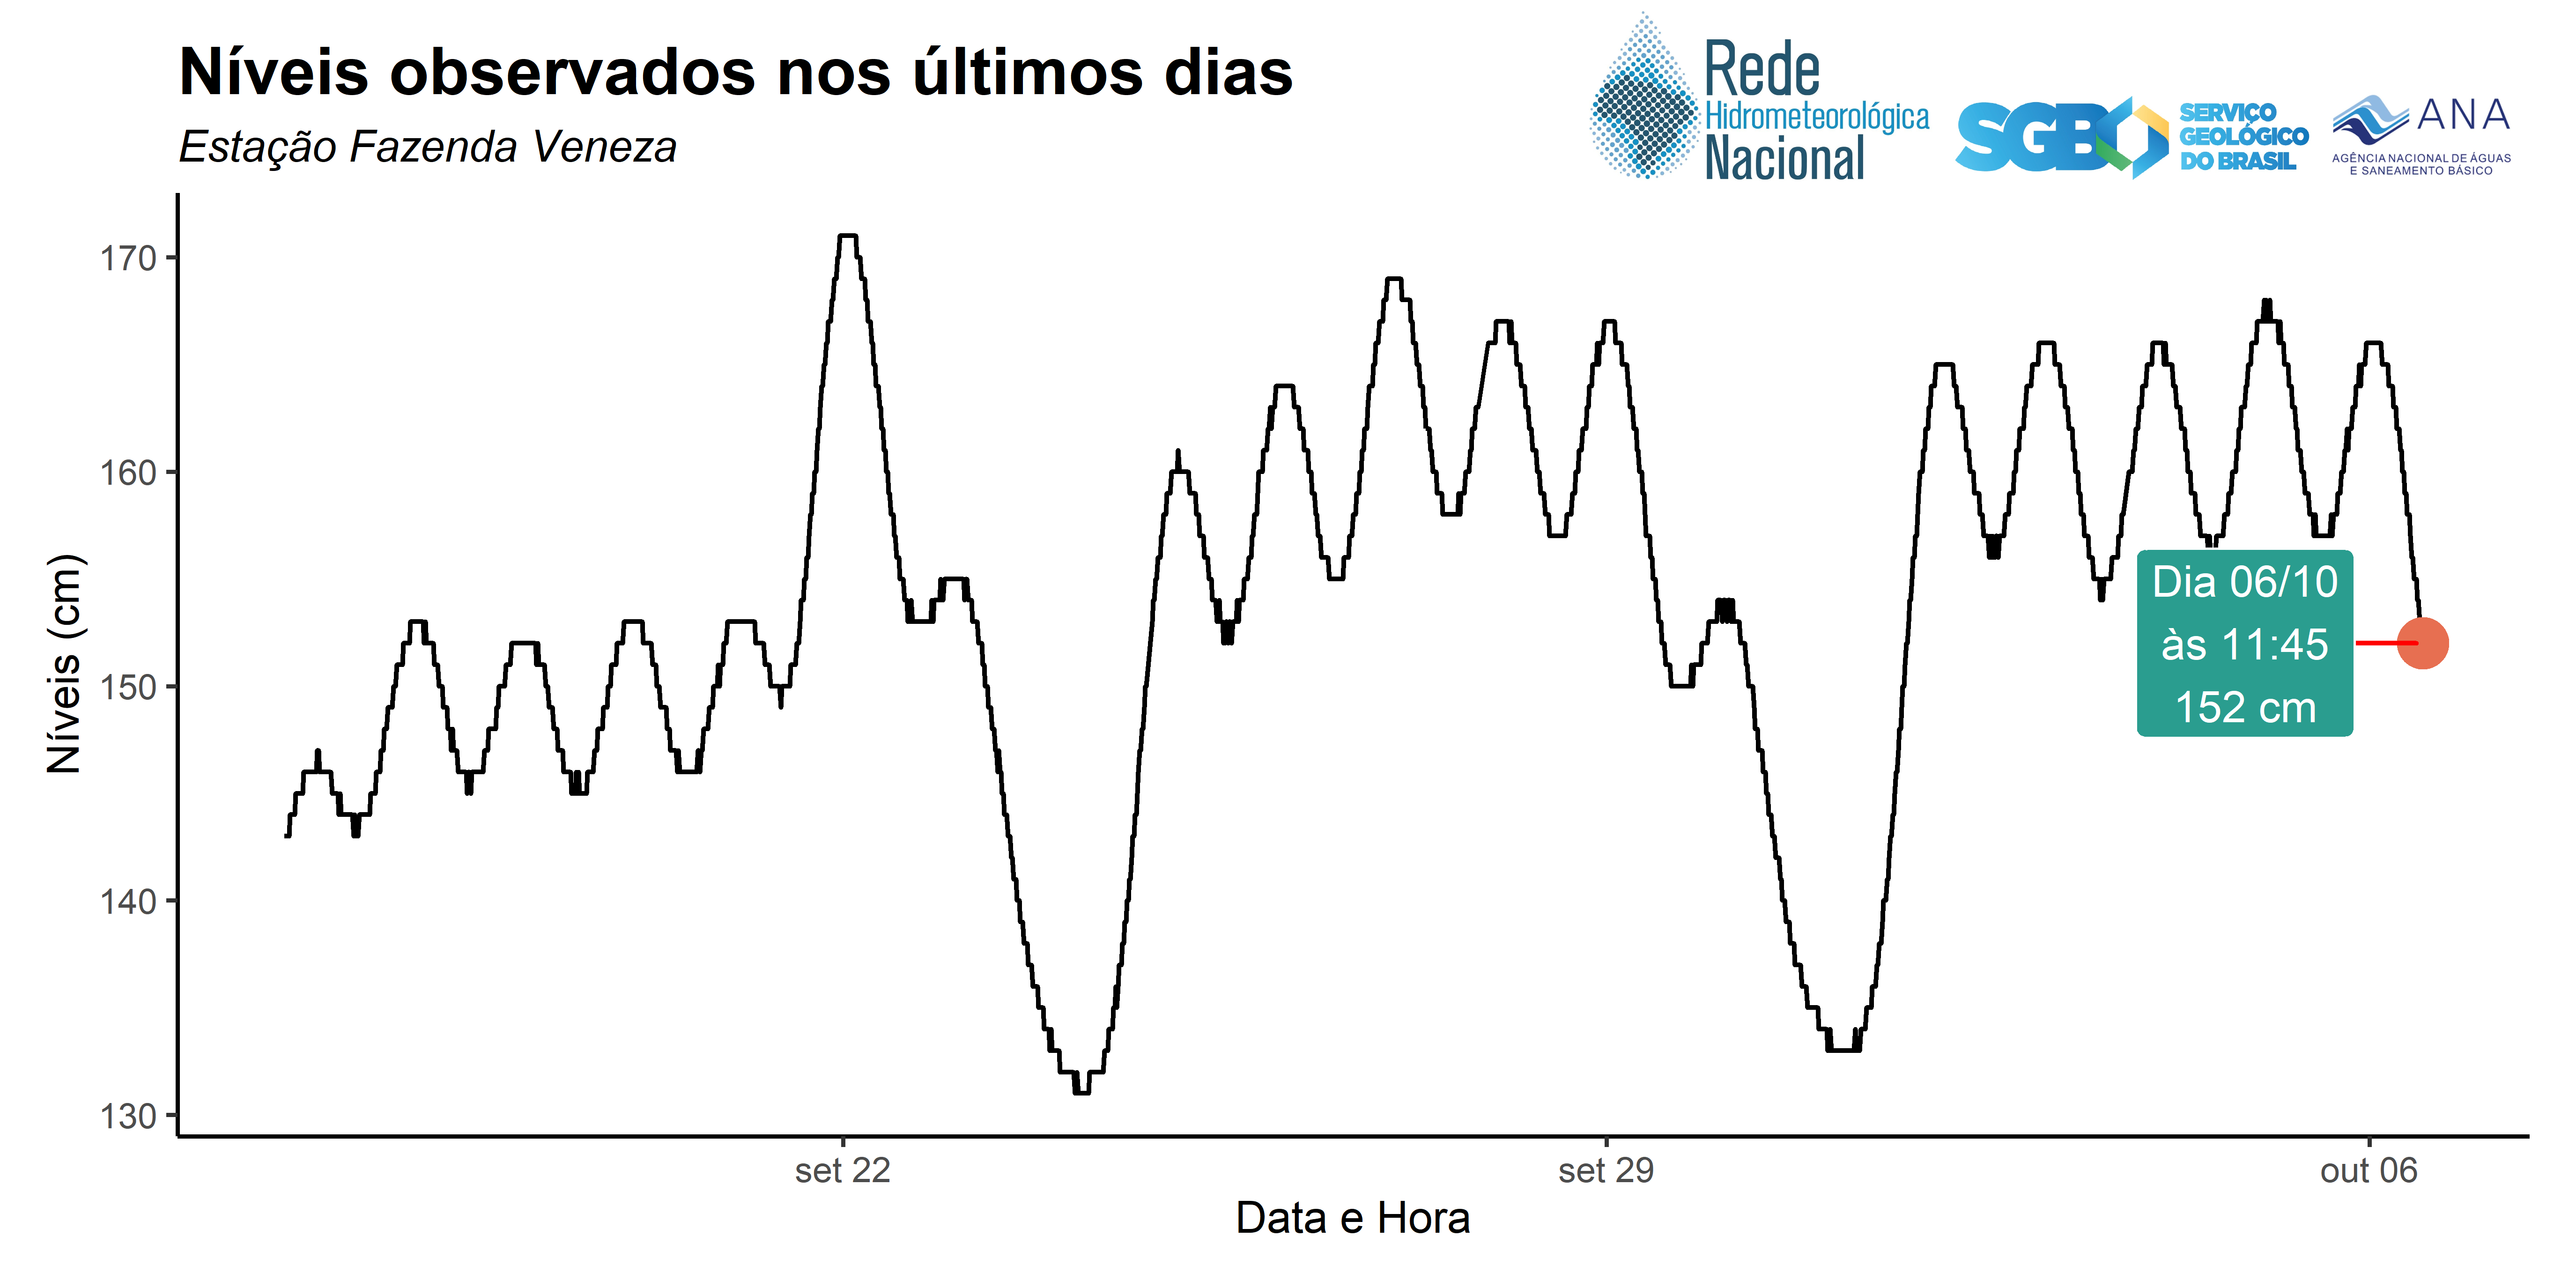 Níveis observados nos últimos dias
Estação Fazenda Veneza
Rede
Hidrometeorológica
Nacional
SGB
SERVIÇO
GEOLÓGICO
DO BRASIL
ANA
AGÊNCIA NACIONAL DE ÁGUAS
E SANEAMENTO BÁSICO
Níveis (cm)
170
160
150
140
130
Dia 06/10
às 11:45
152 cm
set 22
set 29
out 06
Data e Hora